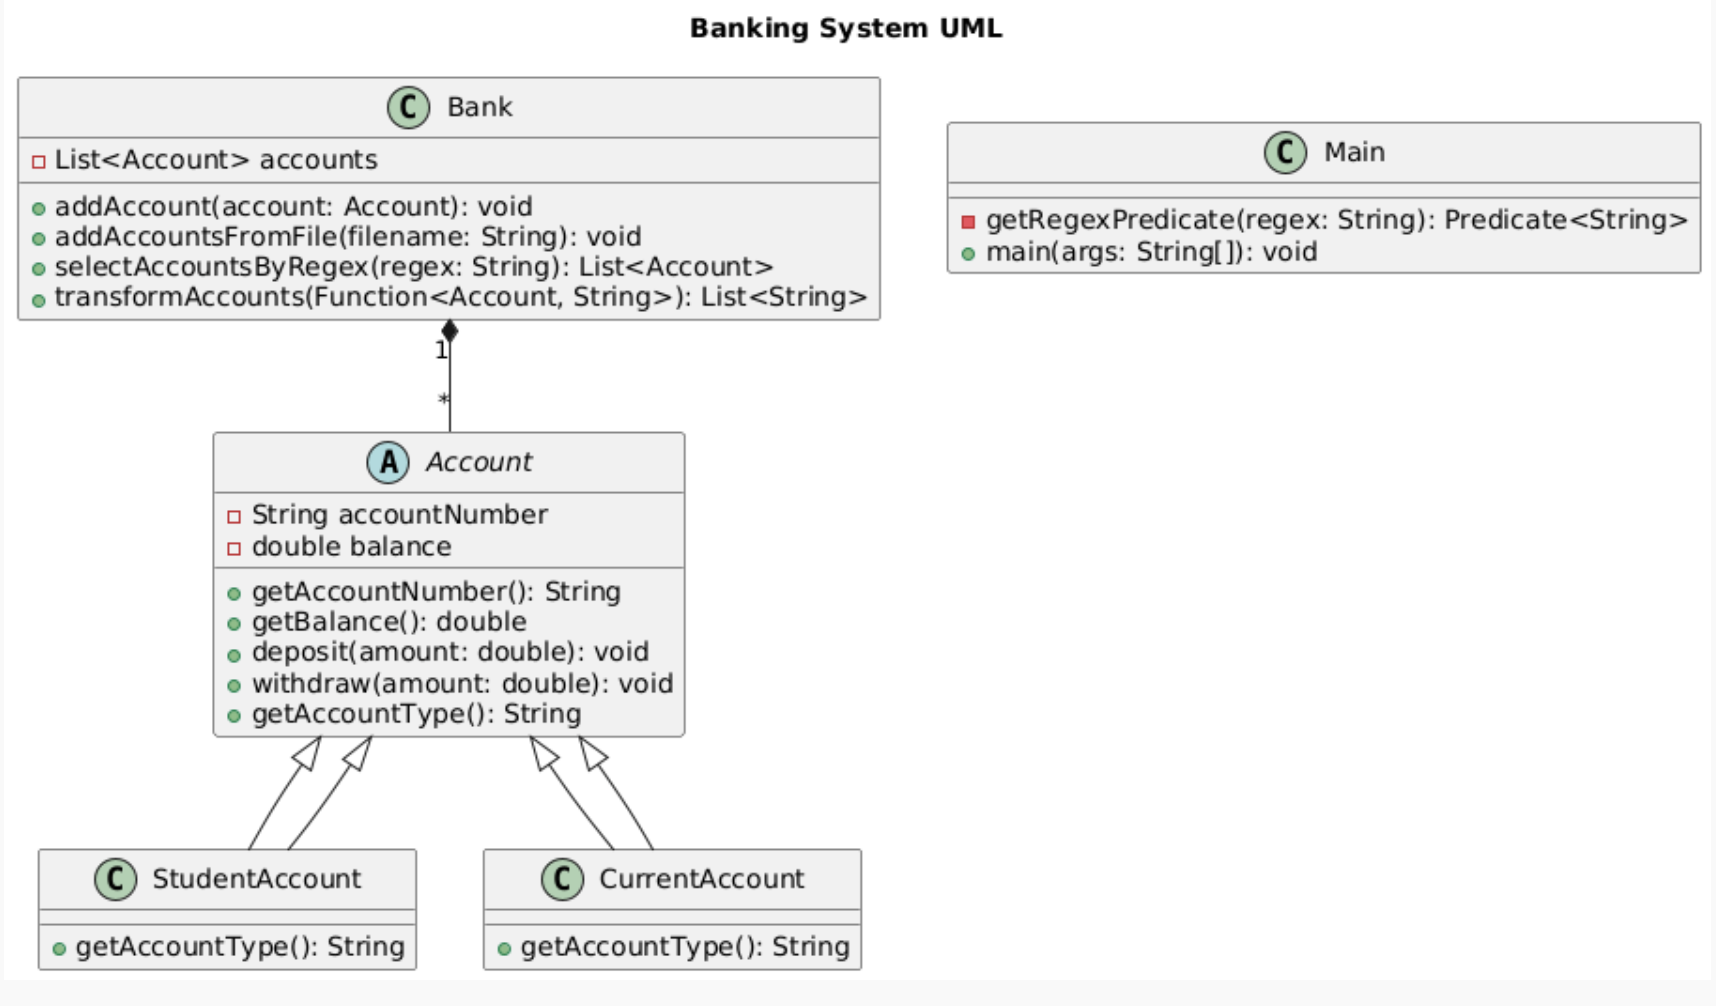 Banking System UML
C Bank
List<Account> accounts
addAccount(account: Account): void
addAccountsFromFile(filename: String): void
selectAccountsByRegex(regex: String): List<Account>
transformAccounts(Function<Account, String>): List<String>
C Main
getRegexPredicate(regex: String): Predicate<String>
main(args: String[]): void
1
*
A Account
String accountNumber
double balance
getAccountNumber(): String
getBalance(): double
deposit(amount: double): void
withdraw(amount: double): void
getAccountType(): String
C StudentAccount
getAccountType(): String
C CurrentAccount
getAccountType(): String